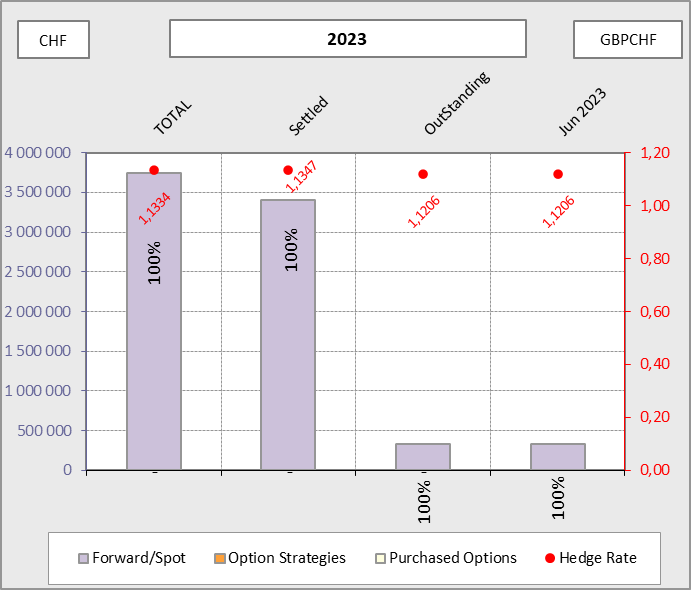 CHF
2023
GBPCHF
TOTAL
Settled
OutStanding
Jun 2023
4 000 000
3 500 000
3 000 000
2 500 000
2 000 000
1 500 000
1 000 000
500 000
0
1,20
1,00
0,80
0,60
0,40
0,20
0,00
1,1334
1,1347
1,1206
1,1206
100%
100%
100%
100%
Forward/Spot
Option Strategies
Purchased Options
Hedge Rate